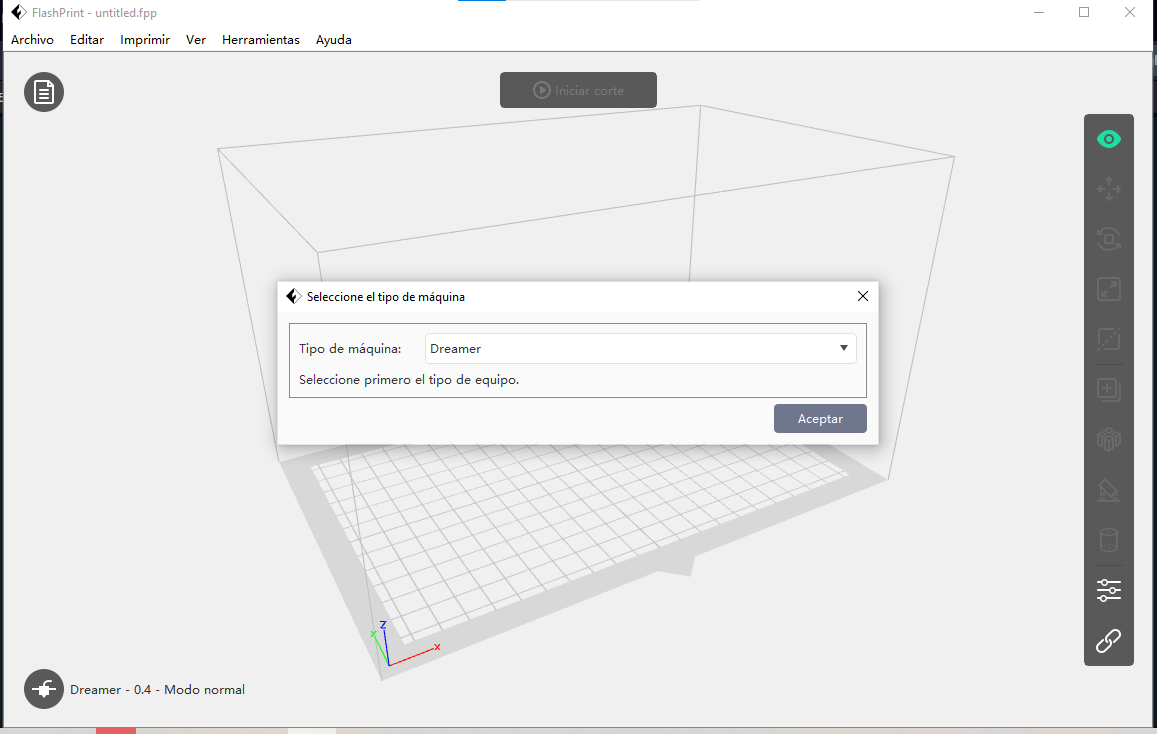 FlashPrint - untitled.fpp
Archivo Editar Imprimir Ver Herramientas Ayuda
Iniciar corte
Seleccione el tipo de máquina
Tipo de máquina: Dreamer
Seleccione primero el tipo de equipo.
Aceptar
Z
X
X
Dreamer - 0.4 - Modo normal